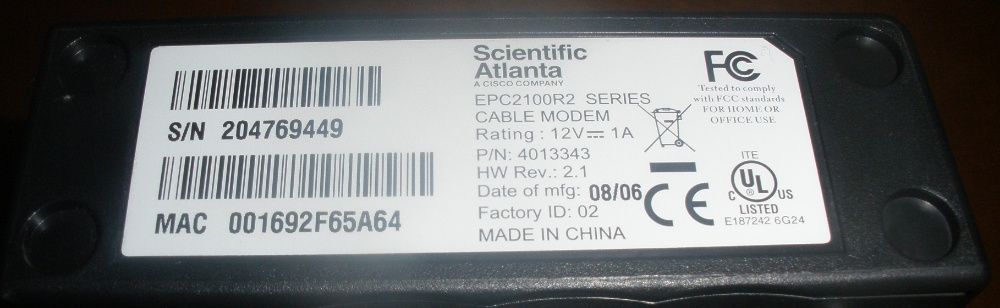 S/N 204769449
MAC 001692F65A64
Scientific
Atlanta
A CISCO COMPANY
EPC2100R2 SERIES
CABLE MODEM
Rating : 12V⎓ 1A
P/N: 4013343
HW Rev.: 2.1
Date of mfg: 08/06
Factory ID: 02
MADE IN CHINA
FC
Tested to comply
with FCC standards
FOR HOME OR
OFFICE USE
CE
ITE
C UL US
LISTED
E187242 6G24